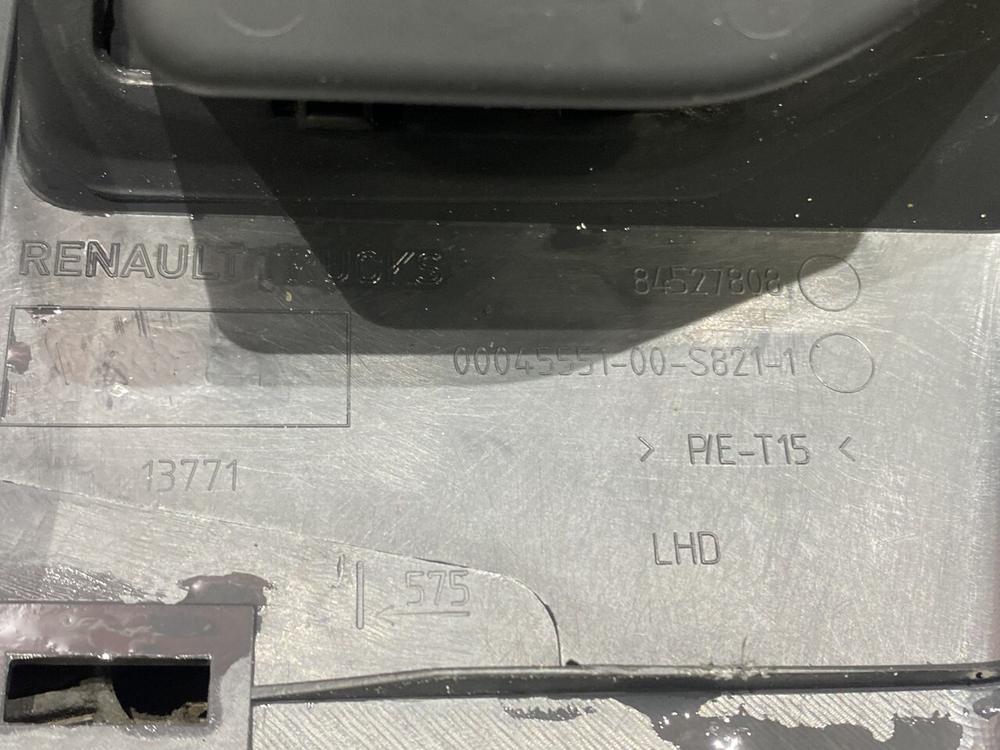 RENAULT TRUCKS
84527808
00045551-00-S821-1
> P/E-T15 <
13771
LHD
575